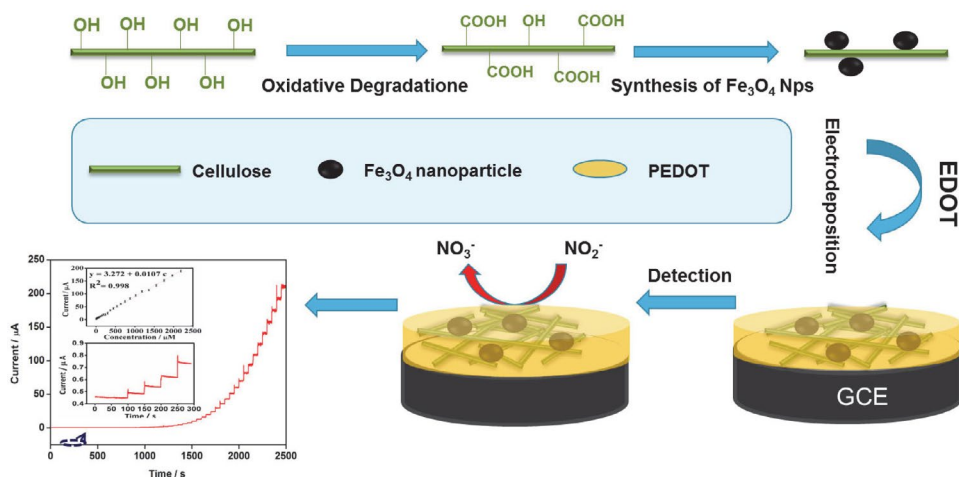 OH OH OH OH
OH OH OH
Oxidative Degradatione
COOH OH COOH
COOH COOH
Synthesis of Fe₃O₄ Nps
Cellulose
Fe₃O₄ nanoparticle
PEDOT
Electrodeposition
EDOT
NO₃⁻
NO₂⁻
Detection
GCE
Current / µA
250
200
150
100
50
0
0 500 1000 1500 2000 2500
Time / s
y = 3.272 + 0.0107 c
R²= 0.998
Current / µA
200
150
100
50
0
0 500 1000 1500 2000 2500
Concentration / uM
Current / µA
0.9
0.8
0.7
0.6
0.5
0.4
0 50 100 150 200 250 300
Time / s